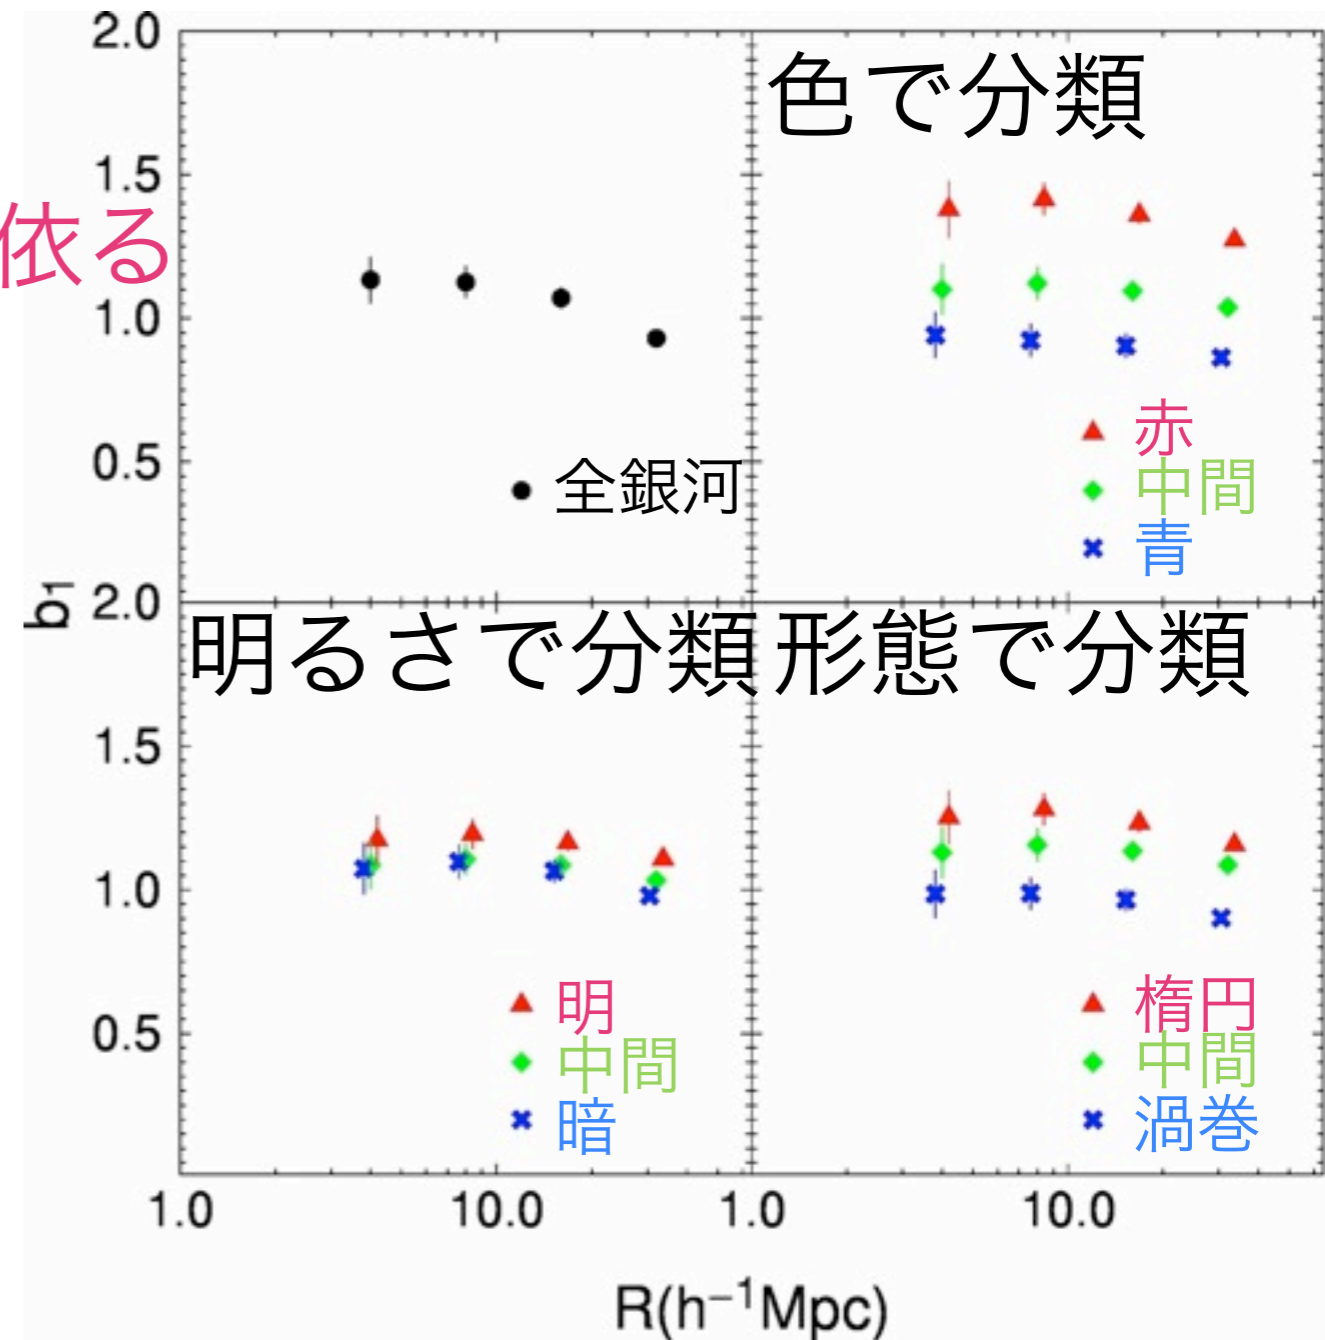 2.0
色で分類
1.5
依る
1.0
赤
0.5
全銀河
中間
青
b1
2.0
明るさで分類
形態で分類
1.5
1.0
明
楕円
0.5
中間
中間
暗
渦巻
1.0
10.0
1.0
10.0
R(h⁻¹Mpc)